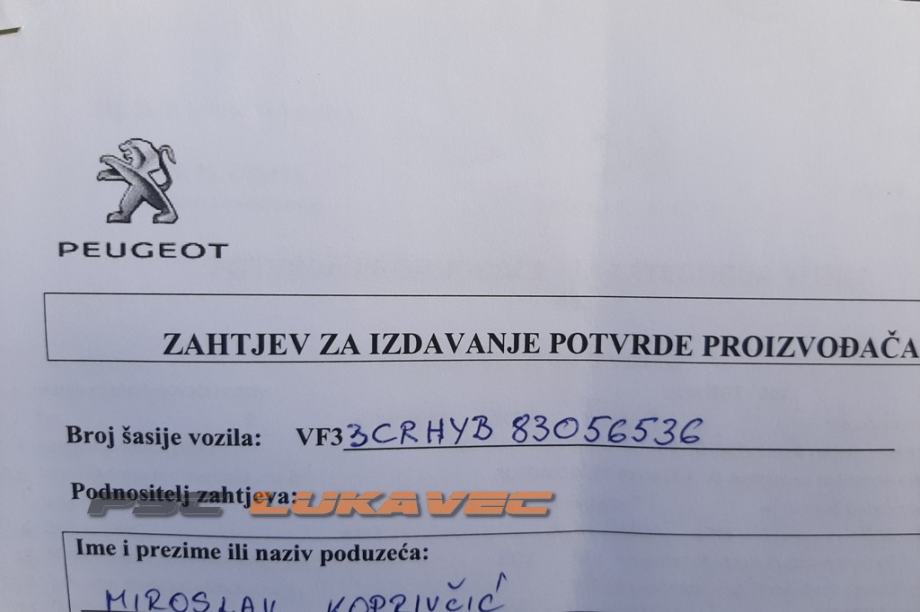 PEUGEOT
ZAHTJEV ZA IZDAVANJE POTVRDE PROIZVOĐAČA
Broj šasije vozila: VF33CRHYB83056536
Podnositelj zahtjeva:
PSC LUKAVEC
Ime i prezime ili naziv poduzeća:
MIROSLAV KOPRIVČIĆ